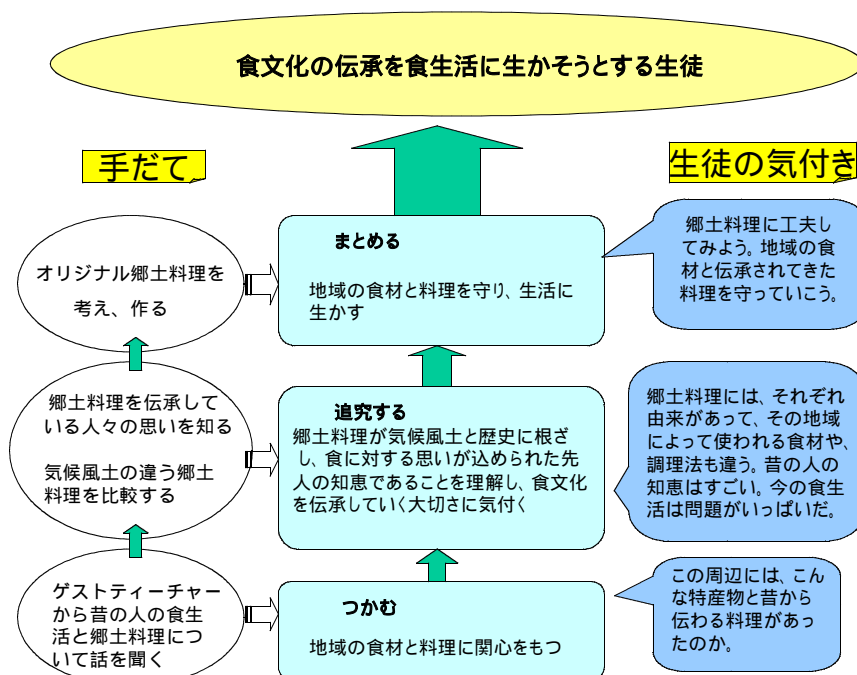 食文化の伝承を食生活に生かそうとする生徒
手だて
生徒の気付き
オリジナル郷土料理を
考え、作る
まとめる
地域の食材と料理を守り、生活に
生かす
郷土料理に工夫し
てみよう。地域の食
材と伝承されてきた
料理を守っていこう。
郷土料理を伝承して
いる人々の思いを知る
気候風土の違う郷土
料理を比較する
追究する
郷土料理が気候風土と歴史に根ざ
し、食に対する思いが込められた先
人の知恵であることを理解し、食文化
を伝承していく大切さに気付く
郷土料理には、それぞれ
由来があって、その地域
によって使われる食材や、
調理法も違う。昔の人の
知恵はすごい。今の食生
活は問題がいっぱいだ。
ゲストティーチャー
から昔の人の食生
活と郷土料理につ
いて話を聞く
つかむ
地域の食材と料理に関心をもつ
この周辺には、こん
な特産物と昔から
伝わる料理があっ
たのか。